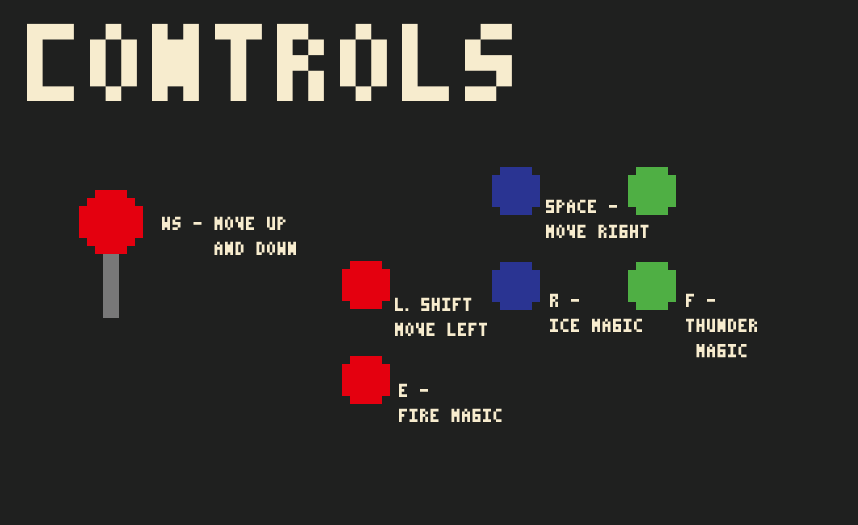 CONTROLS
WS - MOVE UP
AND DOWN
SPACE -
MOVE RIGHT
L. SHIFT
MOVE LEFT
R -
ICE MAGIC
F -
THUNDER
MAGIC
E -
FIRE MAGIC